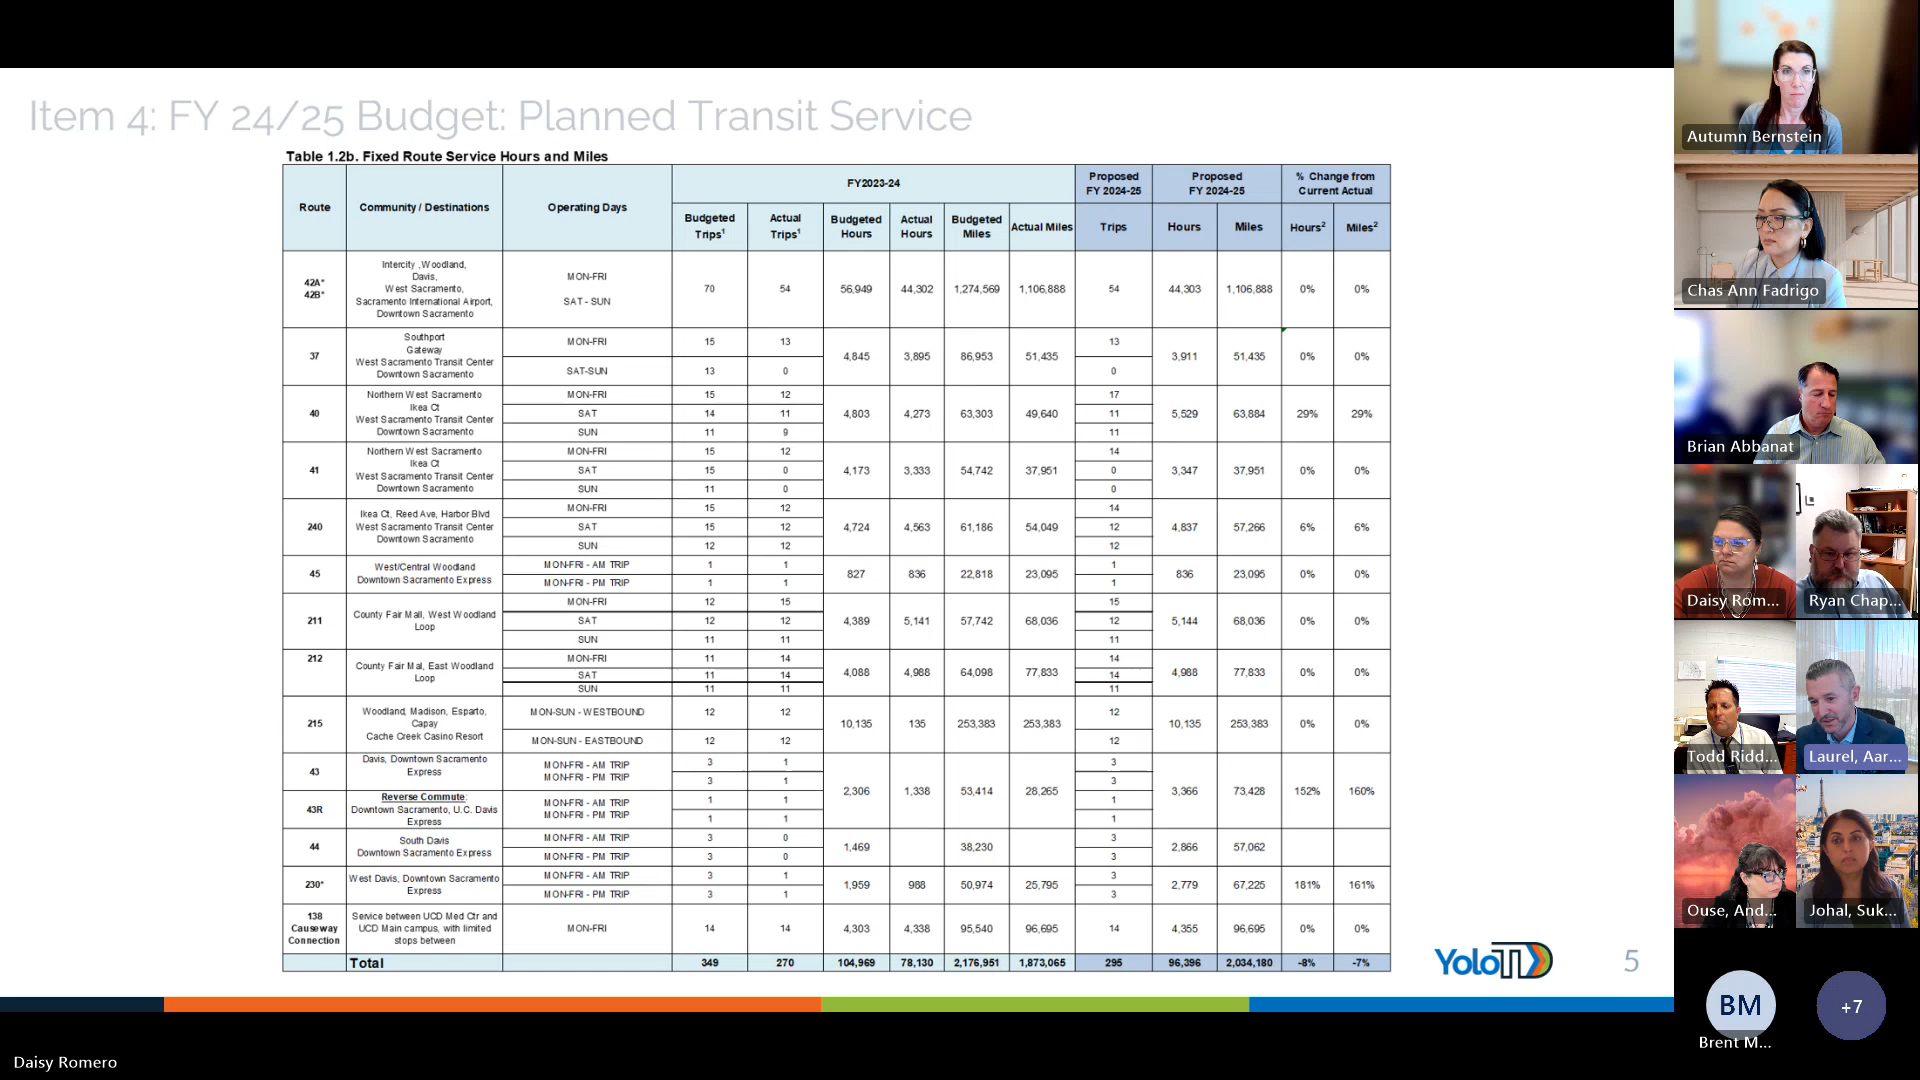 Item 4: FY 24/25 Budget: Planned Transit Service
Table 1.2b. Fixed Route Service Hours and Miles
Route Community / Destinations Operating Days FY2023-24 Proposed FY 2024-25 Proposed FY 2024-25 % Change from Current Actual
Budgeted Trips1 Actual Trips1 Budgeted Hours Actual Hours Budgeted Miles Actual Miles Trips Hours Miles Hours2 Miles2
42A* 42B* Intercity ,Woodland, Davis, West Sacramento, Sacramento International Airport, Downtown Sacramento MON-FRI SAT - SUN 70 54 56,949 44,302 1,274,569 1,106,888 54 44,303 1,106,888 0% 0%
37 Southport Gateway West Sacramento Transit Center Downtown Sacramento MON-FRI 15 13 4,845 3,895 86,953 51,435 13 3,911 51,435 0% 0%
SAT-SUN 13 0 0
40 Northern West Sacramento Ikea Ct West Sacramento Transit Center Downtown Sacramento MON-FRI 15 12 4,803 4,273 63,303 49,640 17 5,529 63,884 29% 29%
SAT 14 11 11
SUN 11 9 11
41 Northern West Sacramento Ikea Ct West Sacramento Transit Center Downtown Sacramento MON-FRI 15 12 4,173 3,333 54,742 37,951 14 3,347 37,951 0% 0%
SAT 15 0 0
SUN 11 0 0
240 Ikea Ct, Reed Ave, Harbor Blvd West Sacramento Transit Center Downtown Sacramento MON-FRI 15 12 4,724 4,563 61,186 54,049 14 4,837 57,266 6% 6%
SAT 15 12 12
SUN 12 12 12
45 West/Central Woodland Downtown Sacramento Express MON-FRI - AM TRIP 1 1 827 836 22,818 23,095 1 836 23,095 0% 0%
MON-FRI - PM TRIP 1 1 1
211 County Fair Mall, West Woodland Loop MON-FRI 12 15 4,389 5,141 57,742 68,036 15 5,144 68,036 0% 0%
SAT 12 12 12
SUN 11 11 11
212 County Fair Mal, East Woodland Loop MON-FRI 11 14 4,088 4,988 64,098 77,833 14 4,988 77,833 0% 0%
SAT 11 14 14
SUN 11 11 11
215 Woodland, Madison, Esparto, Capay Cache Creek Casino Resort MON-SUN - WESTBOUND 12 12 10,135 135 253,383 253,383 12 10,135 253,383 0% 0%
MON-SUN - EASTBOUND 12 12 12
43 Davis, Downtown Sacramento Express MON-FRI - AM TRIP 3 1 2,306 1,338 53,414 28,265 3 3,366 73,428 152% 160%
MON-FRI - PM TRIP 3 1 3
43R Reverse Commute: Downtown Sacramento, U.C. Davis Express MON-FRI - AM TRIP 1 1 1
MON-FRI - PM TRIP 1 1 1
44 South Davis Downtown Sacramento Express MON-FRI - AM TRIP 3 0 1,469 38,230 3 2,866 57,062
MON-FRI - PM TRIP 3 0 3
230* West Davis, Downtown Sacramento Express MON-FRI - AM TRIP 3 1 1,959 988 50,974 25,795 3 2,779 67,225 181% 161%
MON-FRI - PM TRIP 3 1 3
138 Causeway Connection Service between UCD Med Ctr and UCD Main campus, with limited stops between MON-FRI 14 14 4,303 4,338 95,540 96,695 14 4,355 96,695 0% 0%
Total 349 270 104,969 78,130 2,176,951 1,873,065 295 96,396 2,034,180 -8% -7%
YoloTD
5
Daisy Romero
Autumn Bernstein
Chas Ann Fadrigo
Brian Abbanat
Daisy Rom... Ryan Chap...
Todd Ridd... Laurel, Aar...
Ouse, And... Johal, Suk...
BM +7
Brent M...